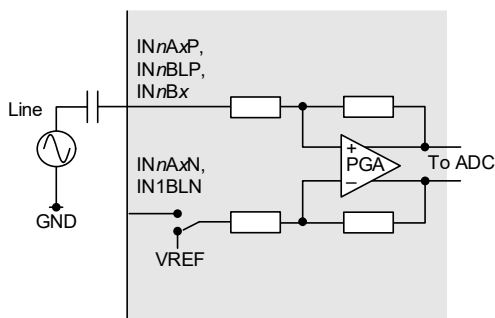 INnAxP,
INnBLP,
INnBx
Line
+
PGA
−
To ADC
INnAxN,
IN1BLN
GND
VREF